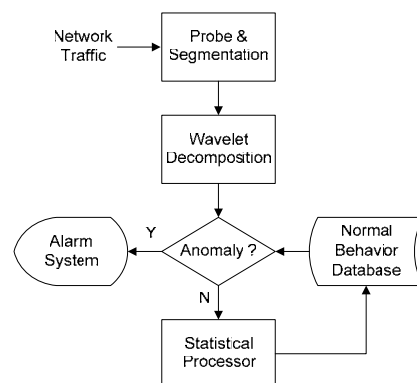 Network
Traffic
Probe &
Segmentation
Wavelet
Decomposition
Alarm
System
Y
Anomaly ?
Normal
Behavior
Database
N
Statistical
Processor